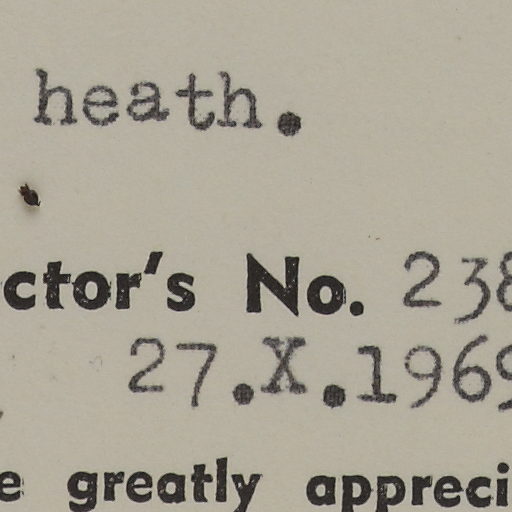 heath.
ctor's No. 238
27.X.1969
e greatly appreci